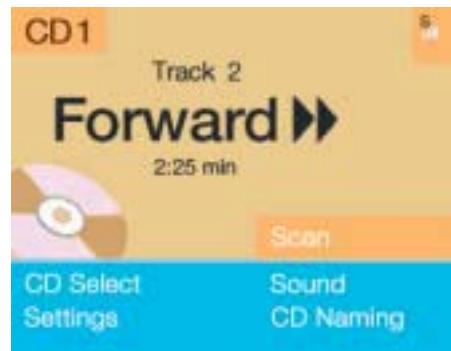 CD1
S
Track 2
Forward
2:25 min
Scan
CD Select
Sound
Settings
CD Naming